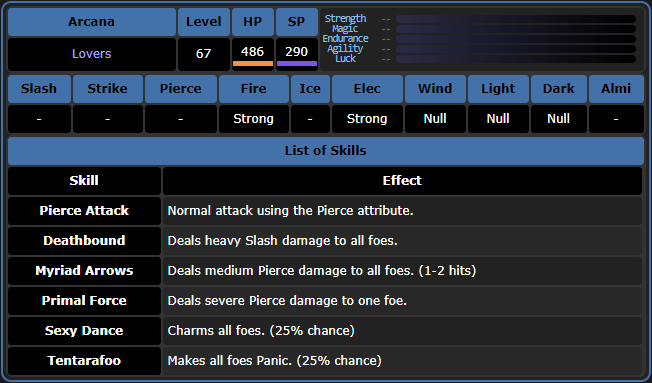 Arcana Level HP SP
Lovers 67 486 290
Strength --
Magic --
Endurance --
Agility --
Luck --
Slash Strike Pierce Fire Ice Elec Wind Light Dark Almi
- - - Strong - Strong Null Null Null -
List of Skills
Skill Effect
Pierce Attack Normal attack using the Pierce attribute.
Deathbound Deals heavy Slash damage to all foes.
Myriad Arrows Deals medium Pierce damage to all foes. (1-2 hits)
Primal Force Deals severe Pierce damage to one foe.
Sexy Dance Charms all foes. (25% chance)
Tentarafoo Makes all foes Panic. (25% chance)